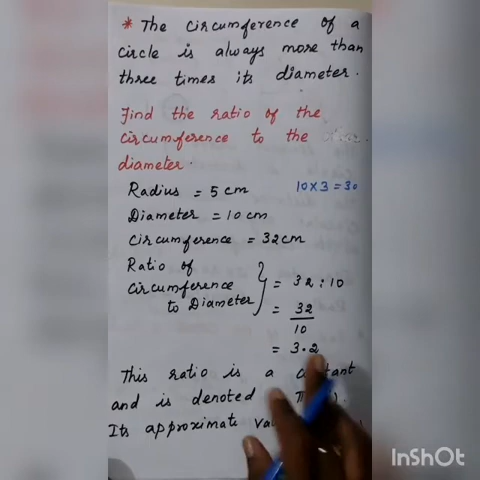 * The circumference of a
circle is always more than
three times its diameter.
Find the ratio of the
circumference to the
diameter.
Radius = 5 cm 10 x 3 = 30
Diameter = 10 cm
Circumference = 32 cm
Ratio of
circumference
to Diameter } = 32 : 10
= 32/10
= 3.2
This ratio is a
and is denoted π
Its approximate
InShOt